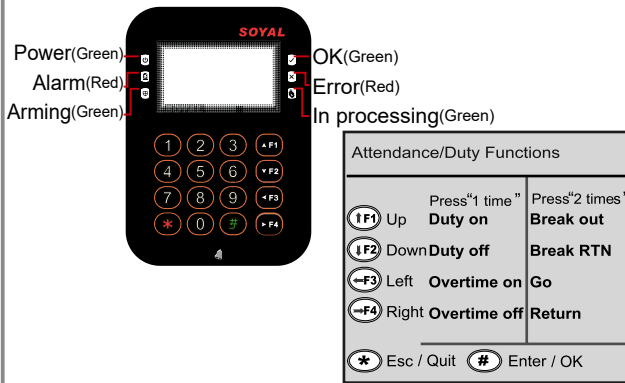 SOYAL
Power(Green)
Alarm(Red)
Arming(Green)
OK(Green)
Error(Red)
In processing(Green)
1 2 3 ▲ F1
4 5 6 ▼ F2
7 8 9 ◄ F3
* 0 # ► F4
Attendance/Duty Functions
Press“1 time” Press“2 times”
↑F1 Up Duty on Break out
↓F2 Down Duty off Break RTN
←F3 Left Overtime on Go
→F4 Right Overtime off Return
* Esc / Quit # Enter / OK